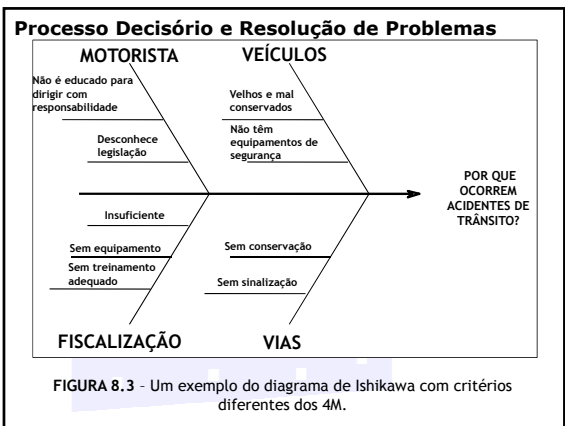 Processo Decisório e Resolução de Problemas
MOTORISTA
VEÍCULOS
Não é educado para
dirigir com
responsabilidade
Desconhece
legislação
Velhos e mal
conservados
Não têm
equipamentos de
segurança
POR QUE
OCORREM
ACIDENTES DE
TRÂNSITO?
Insuficiente
Sem equipamento
Sem treinamento
adequado
Sem conservação
Sem sinalização
FISCALIZAÇÃO
VIAS
FIGURA 8.3 – Um exemplo do diagrama de Ishikawa com critérios
diferentes dos 4M.